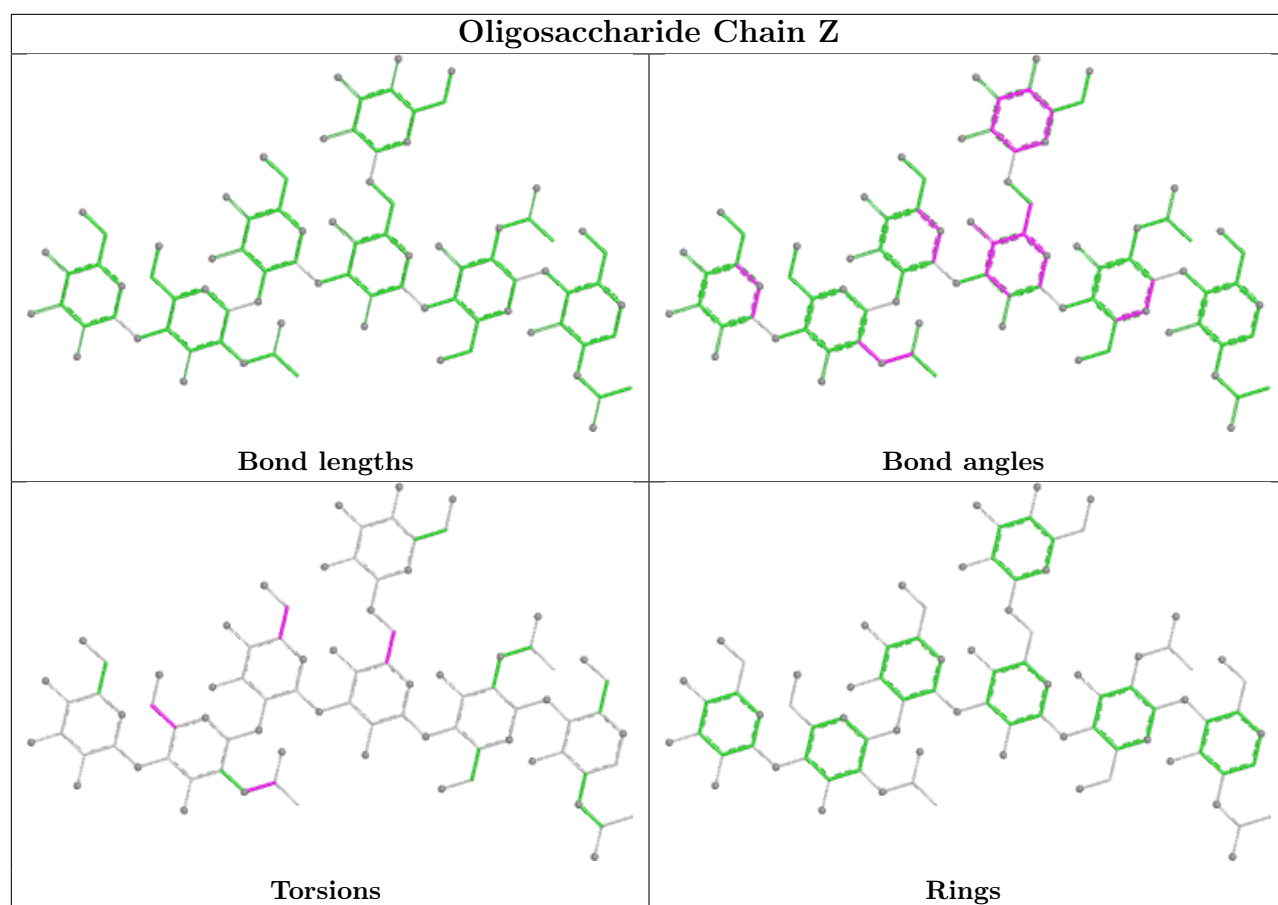 Oligosaccharide Chain Z
Bond lengths
Bond angles
Torsions
Rings